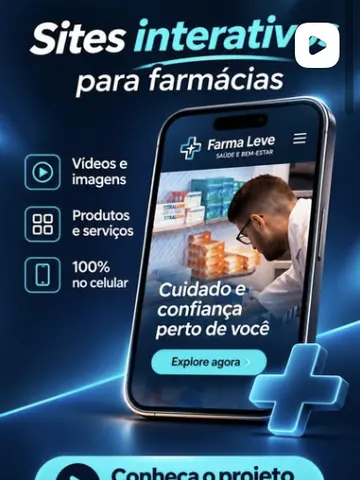 Sites
para farmácias
Vídeos e
imagens
Produtos
e serviços
100%
no celular
Farma Leve
SAÚDE E BEM-ESTAR
Cuidado e
confiança
perto de você
Explore agora
Conheça o projeto